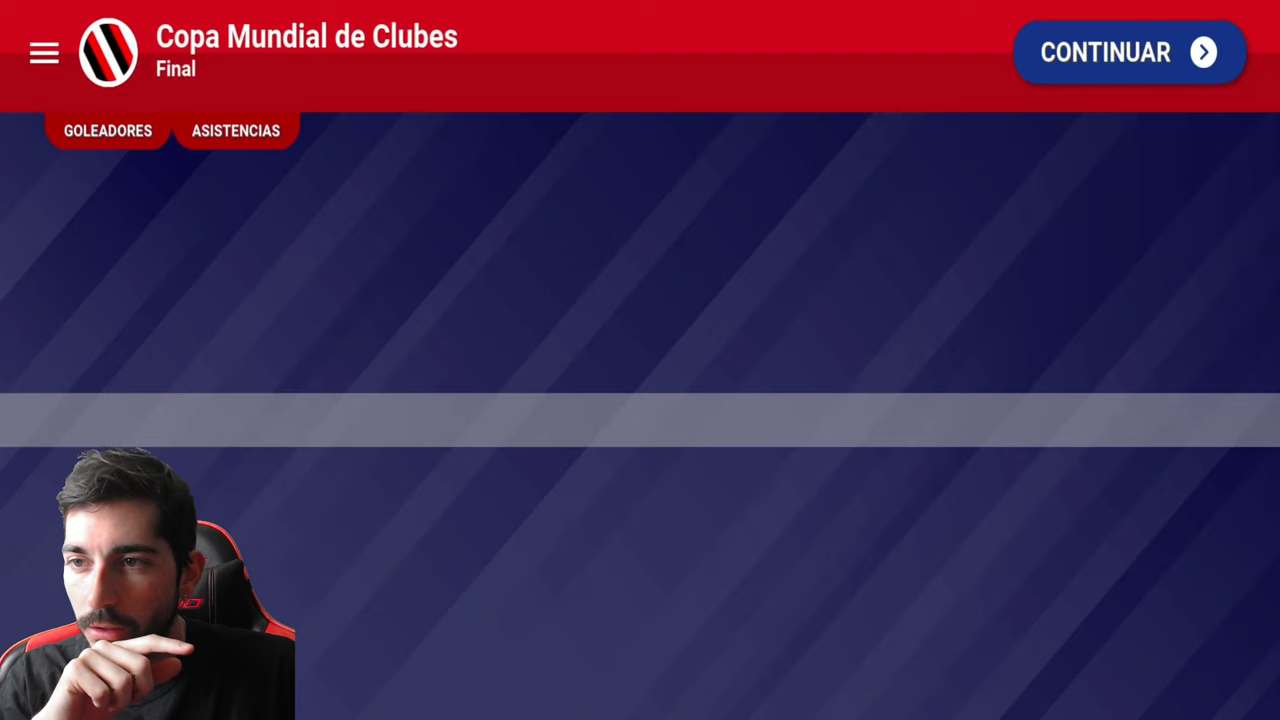 Copa Mundial de Clubes
Final
CONTINUAR
GOLEADORES
ASISTENCIAS